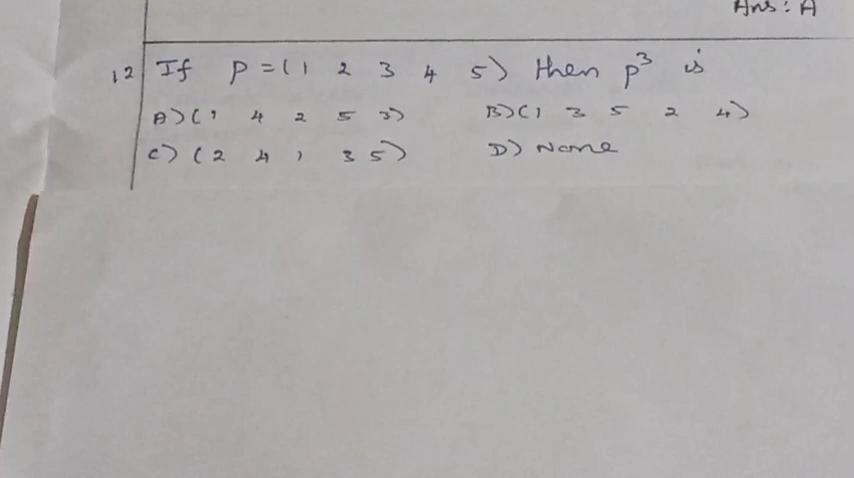 Ans: A
12 If P = (1 2 3 4 5) then p³ is
A) (1 4 2 5 3) B) (1 3 5 2 4)
C) (2 4 1 3 5) D) None